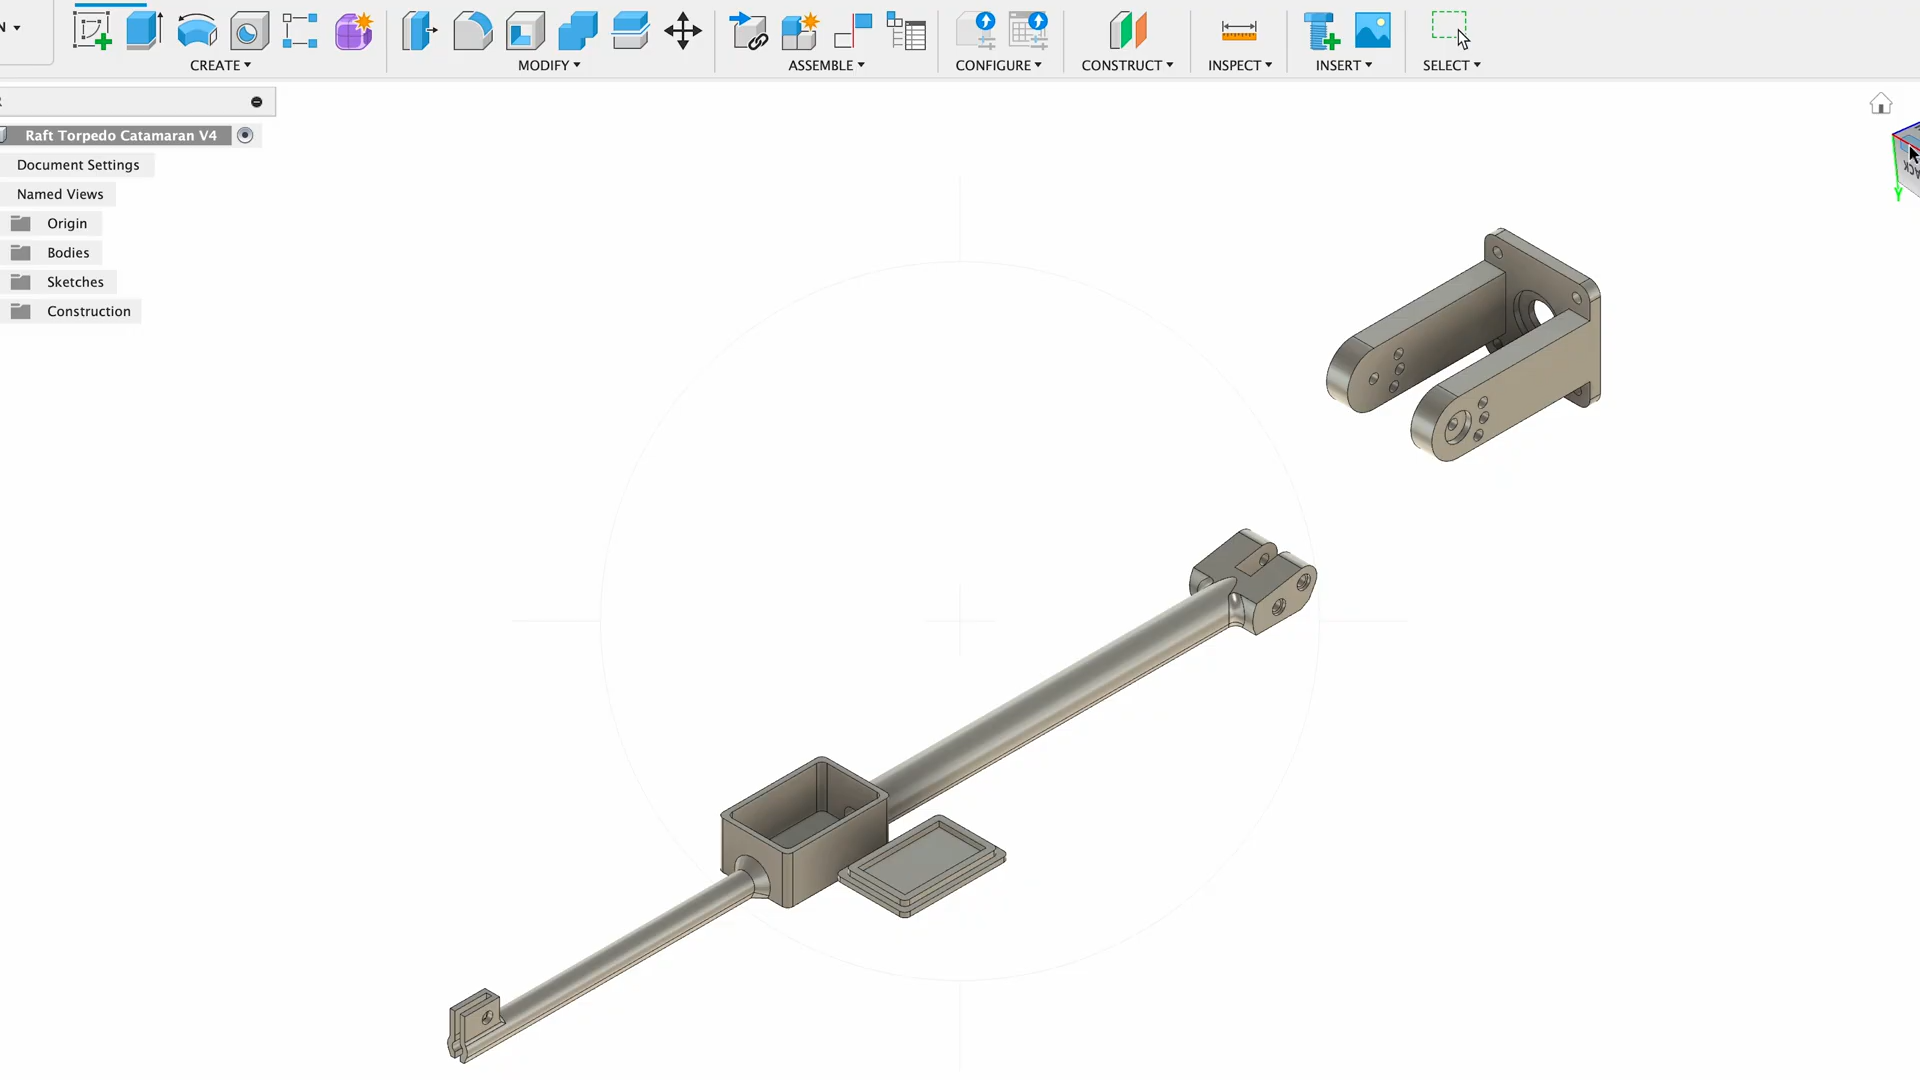 CREATE
MODIFY
ASSEMBLE
CONFIGURE
CONSTRUCT
INSPECT
INSERT
SELECT
Raft Torpedo Catamaran V4
Document Settings
Named Views
Origin
Bodies
Sketches
Construction